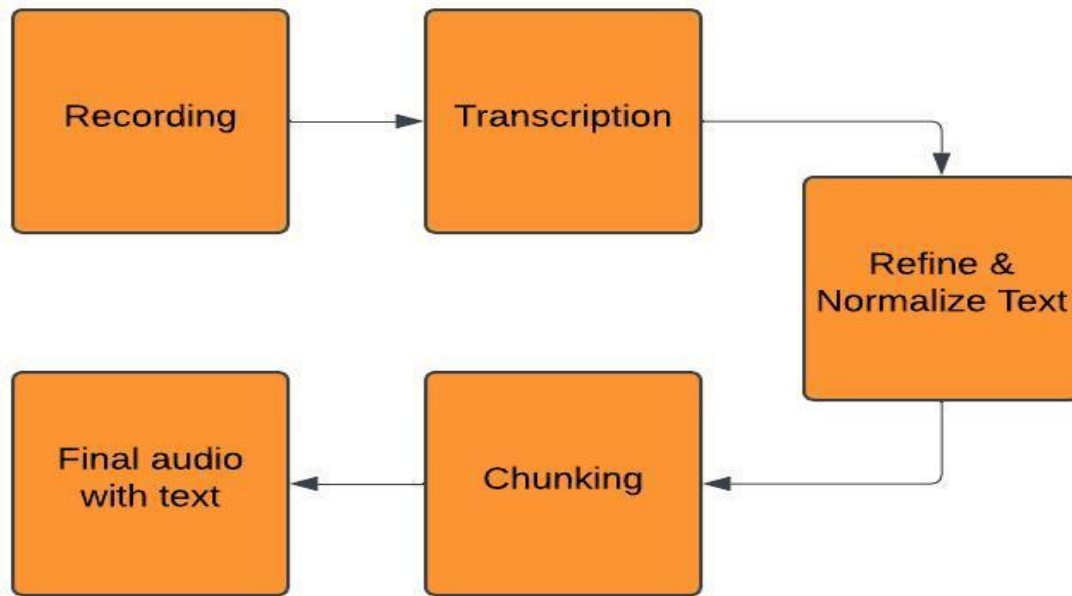 Recording
Transcription
Refine &
Normalize Text
Chunking
Final audio
with text